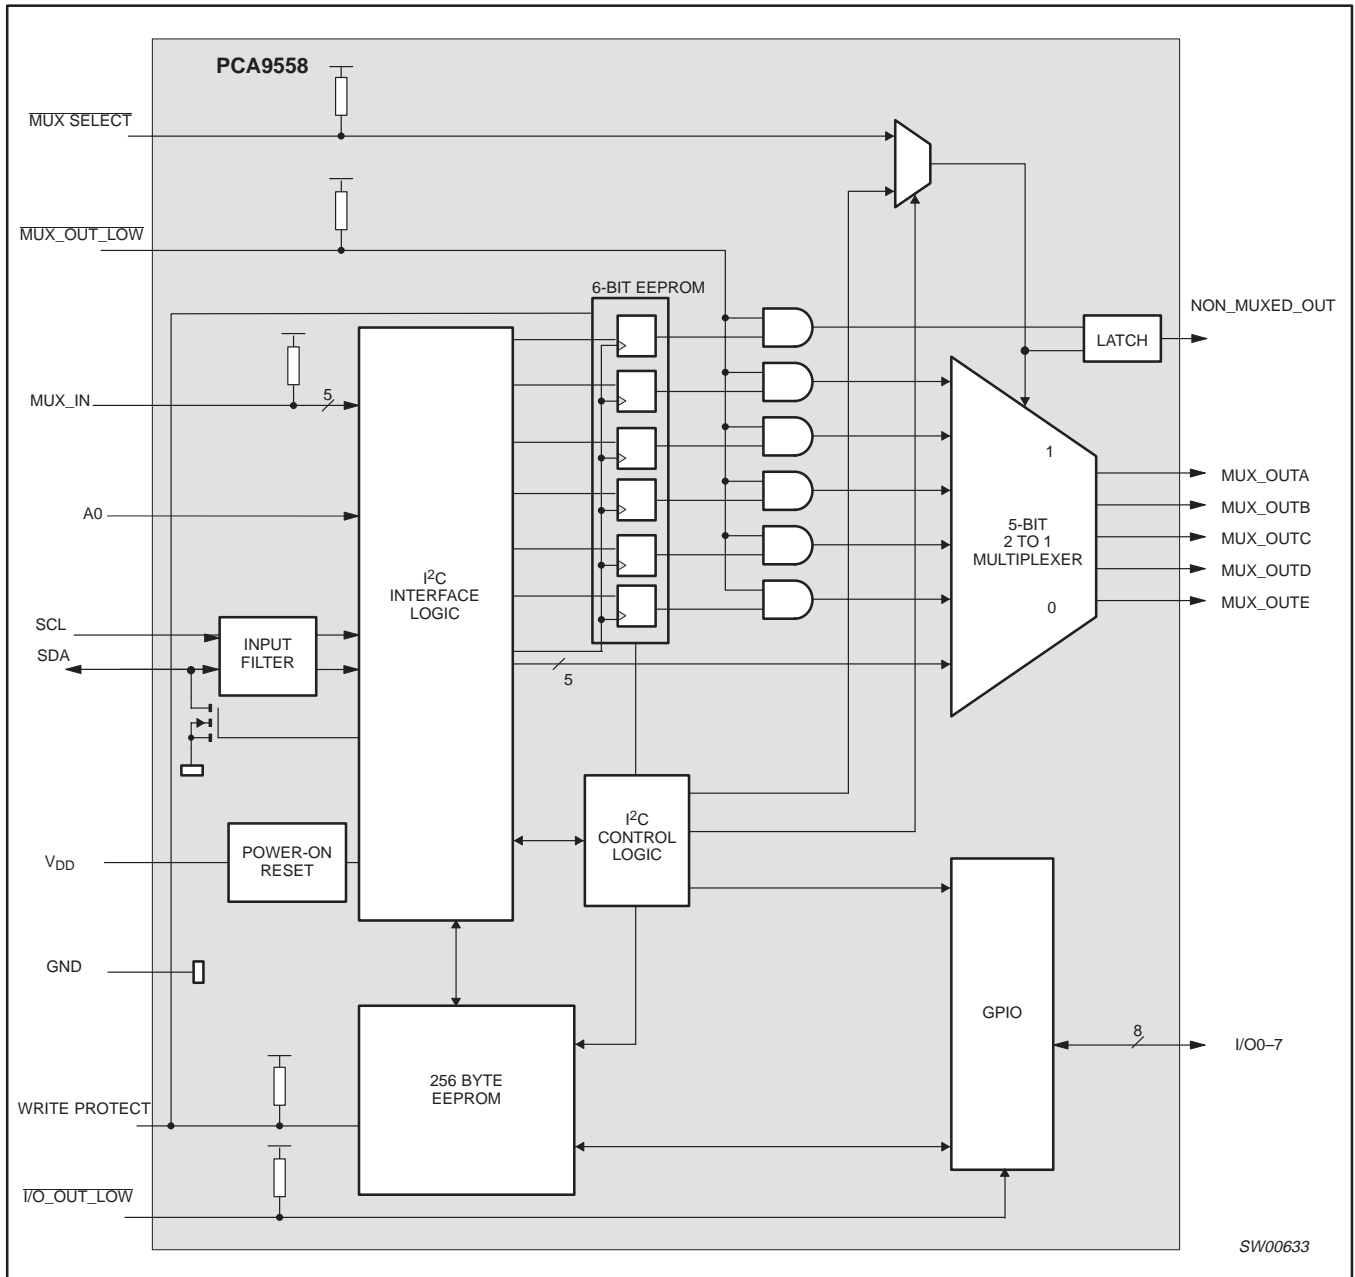 PCA9558
MUX SELECT
MUX_OUT_LOW
6-BIT EEPROM
NON_MUXED_OUT
LATCH
MUX_IN
5
1
MUX_OUTA
MUX_OUTB
A0
5-BIT
2 TO 1
MULTIPLEXER
MUX_OUTC
MUX_OUTD
I2C
INTERFACE
LOGIC
0
MUX_OUTE
SCL
INPUT
FILTER
SDA
5
I2C
CONTROL
LOGIC
VDD
POWER-ON
RESET
GND
GPIO
8
I/O0–7
256 BYTE
EEPROM
WRITE PROTECT
I/O_OUT_LOW
SW00633